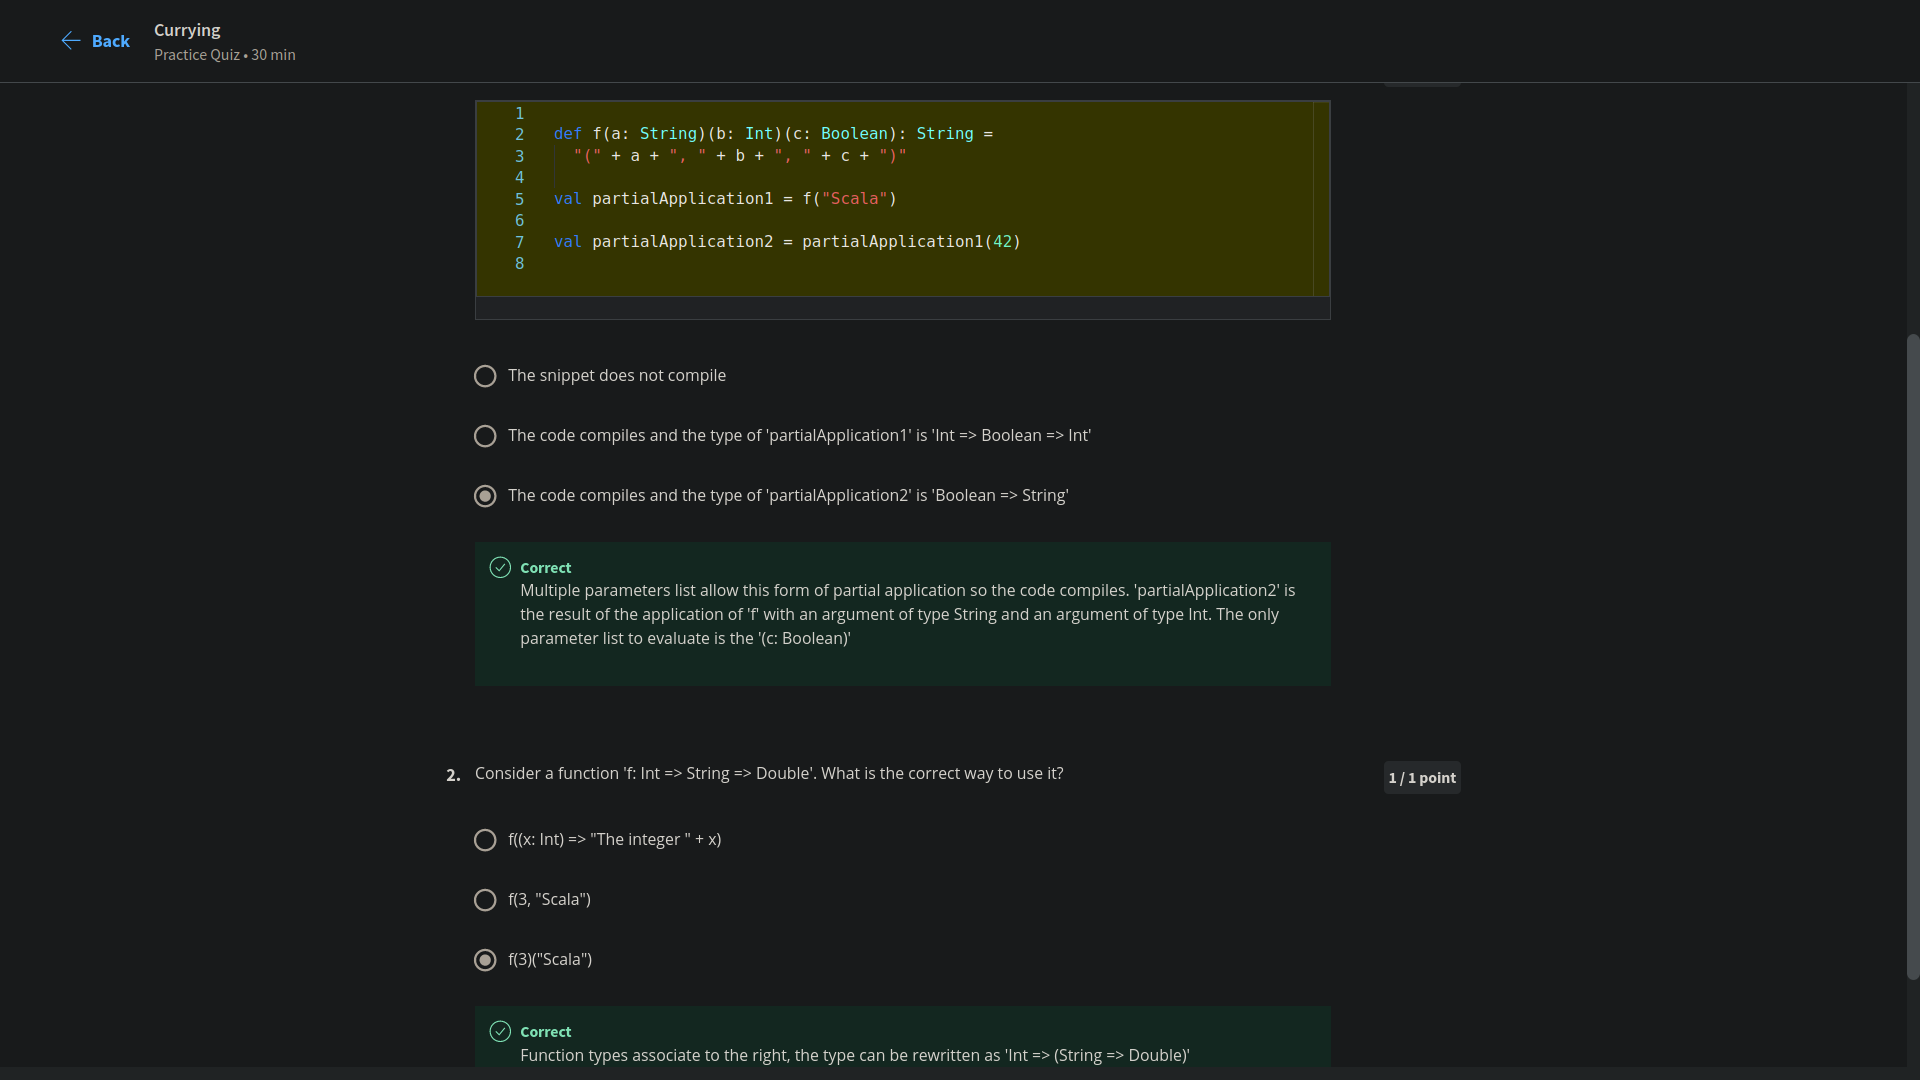 Back
Currying
Practice Quiz • 30 min
1
2 def f(a: String)(b: Int)(c: Boolean): String =
3 "(" + a + ", " + b + ", " + c + ")"
4
5 val partialApplication1 = f("Scala")
6
7 val partialApplication2 = partialApplication1(42)
8
The snippet does not compile
The code compiles and the type of 'partialApplication1' is 'Int => Boolean => Int'
The code compiles and the type of 'partialApplication2' is 'Boolean => String'
Correct
Multiple parameters list allow this form of partial application so the code compiles. 'partialApplication2' is
the result of the application of 'f' with an argument of type String and an argument of type Int. The only
parameter list to evaluate is the '(c: Boolean)'
2. Consider a function 'f: Int => String => Double'. What is the correct way to use it?
1 / 1 point
f((x: Int) => "The integer " + x)
f(3, "Scala")
f(3)("Scala")
Correct
Function types associate to the right, the type can be rewritten as 'Int => (String => Double)'